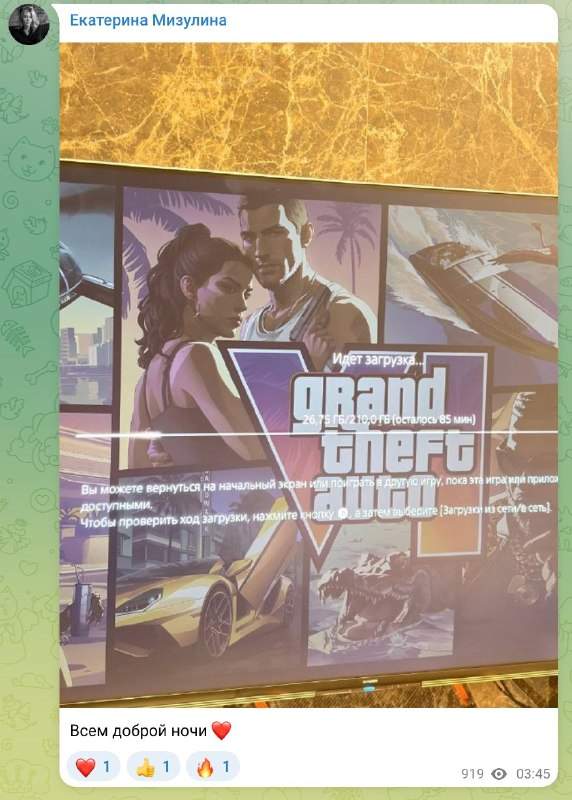 Екатерина Мизулина
Идет загрузка...
grand
26,75 ГБ/210,0 ГБ (осталось 85 мин)
theft
auto
Вы можете вернуться на начальный экран или поиграть в другую игру, пока эта игра или
доступными.
Чтобы проверить ход загрузки, нажмите кнопку , а затем выберите [Загрузки из сети/в сеть].
Всем доброй ночи ❤️
❤️ 1 👍 1 🔥 1
919 03:45